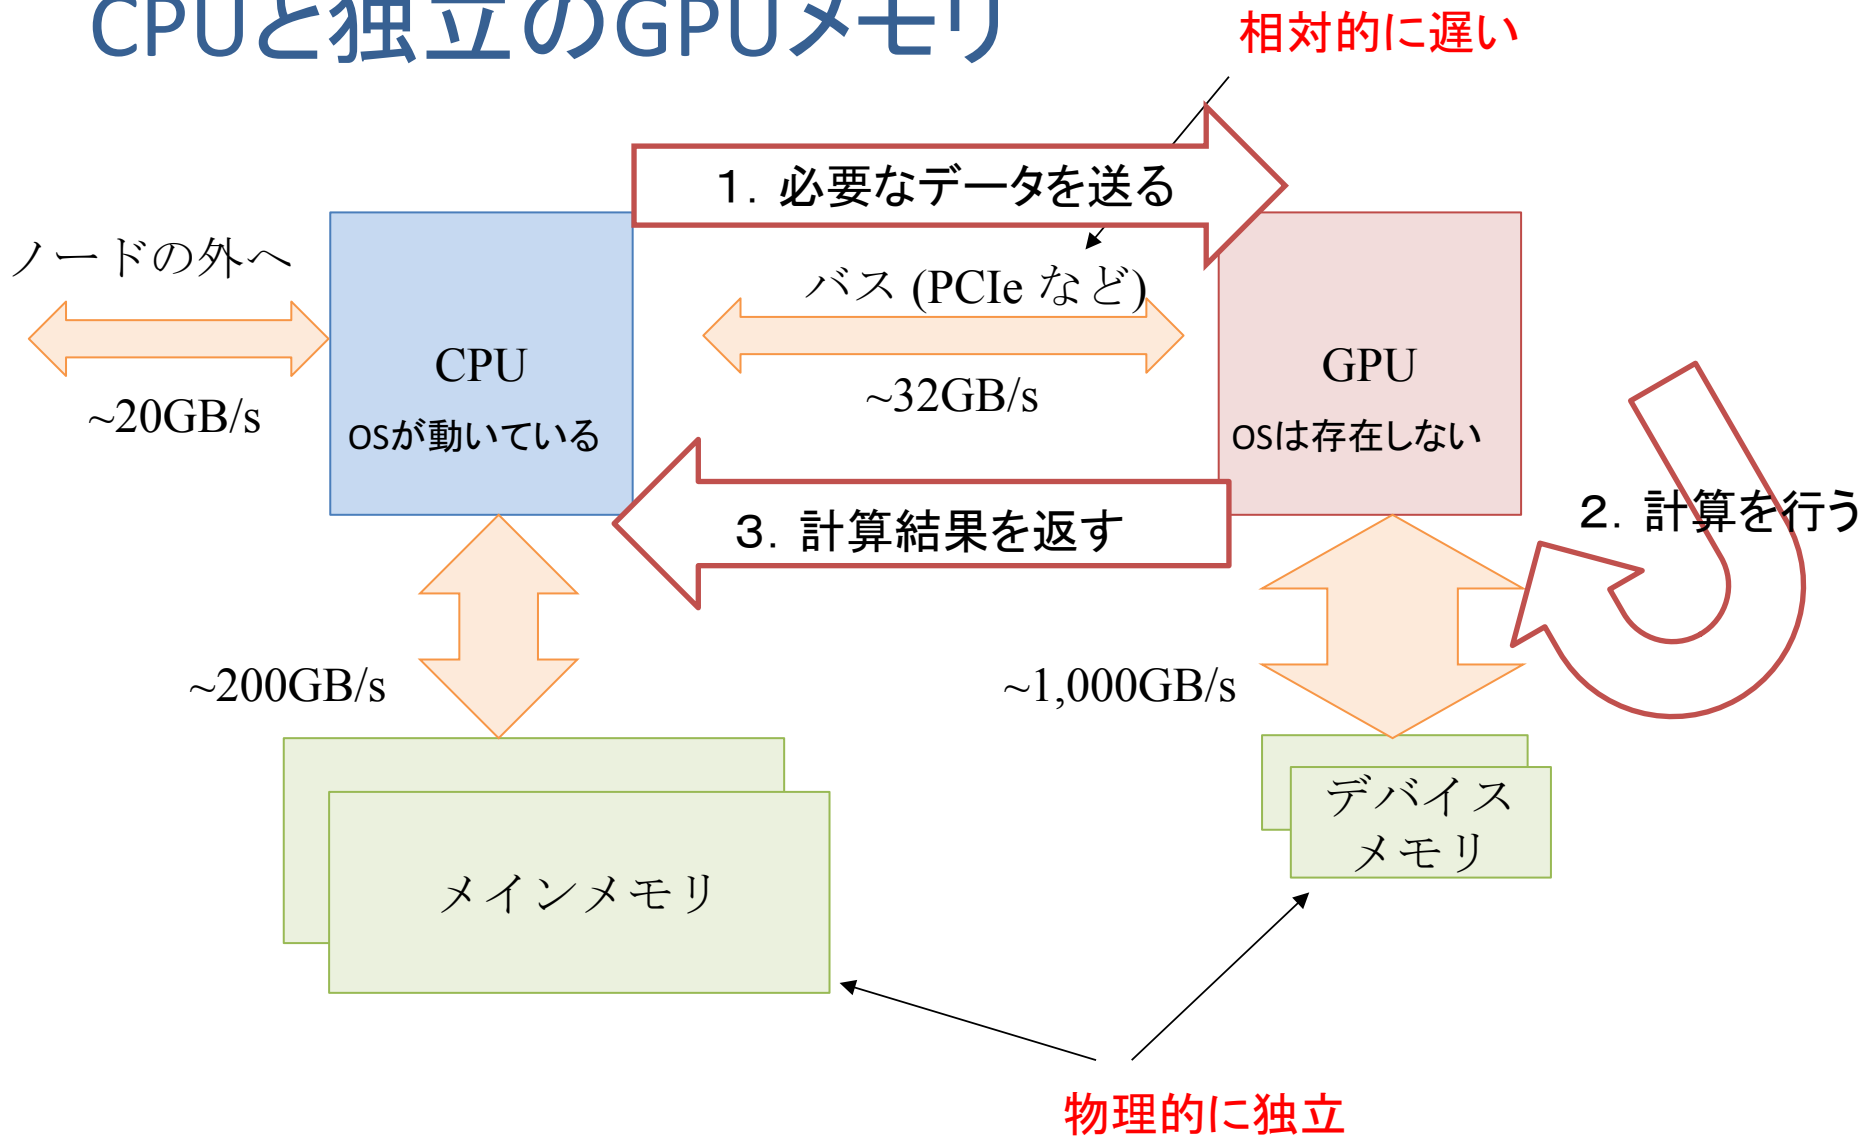 CPUと独立のGPUメモリ
相対的に遅い
1．必要なデータを送る
ノードの外へ
バス (PCIe など)
CPU
GPU
~20GB/s
~32GB/s
OSが動いている
OSは存在しない
2．計算を行う
3．計算結果を返す
~200GB/s
~1,000GB/s
デバイス
メモリ
メインメモリ
物理的に独立